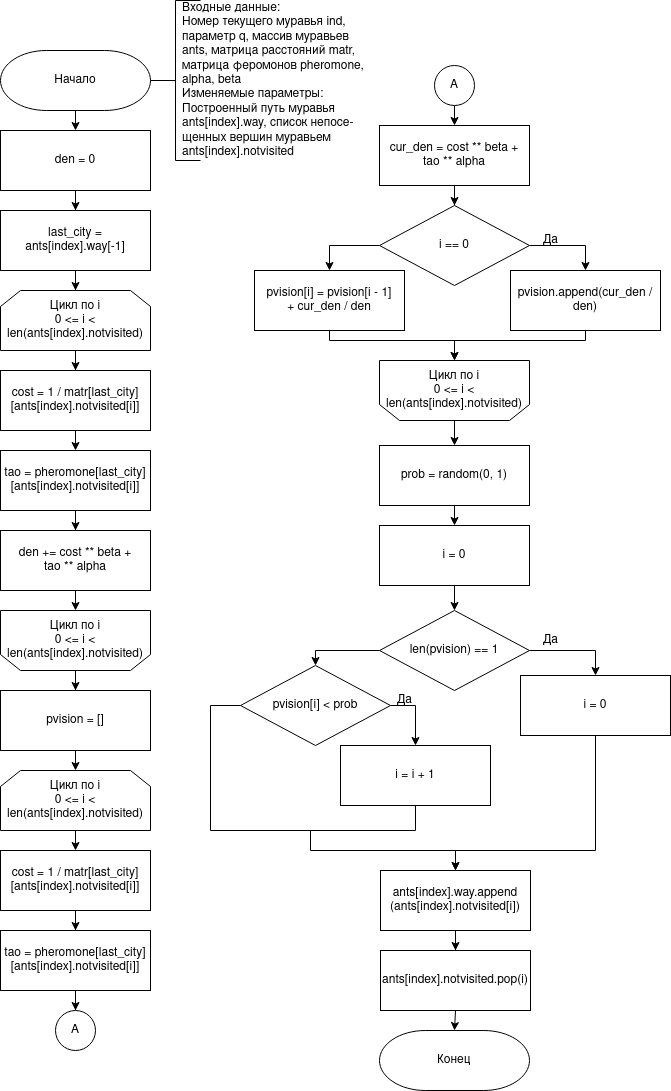 Входные данные:
Номер текущего муравья ind,
параметр q, массив муравьев
ants, матрица расстояний matr,
матрица феромонов pheromone,
alpha, beta
Изменяемые параметры:
Построенный путь муравья
ants[index].way, список непосе-
щенных вершин муравьем
ants[index].notvisited
Начало
den = 0
last_city =
ants[index].way[-1]
Цикл по i
0 <= i <
len(ants[index].notvisited)
cost = 1 / matr[last_city]
[ants[index].notvisited[i]]
tao = pheromone[last_city]
[ants[index].notvisited[i]]
den += cost ** beta +
tao ** alpha
Цикл по i
0 <= i <
len(ants[index].notvisited)
pvision = []
Цикл по i
0 <= i <
len(ants[index].notvisited)
cost = 1 / matr[last_city]
[ants[index].notvisited[i]]
tao = pheromone[last_city]
[ants[index].notvisited[i]]
A
A
cur_den = cost ** beta +
tao ** alpha
i == 0
Да
pvision[i] = pvision[i - 1]
+ cur_den / den
pvision.append(cur_den /
den)
Цикл по i
0 <= i <
len(ants[index].notvisited)
prob = random(0, 1)
i = 0
len(pvision) == 1
Да
pvision[i] < prob
Да
i = 0
i = i + 1
ants[index].way.append
(ants[index].notvisited[i])
ants[index].notvisited.pop(i)
Конец